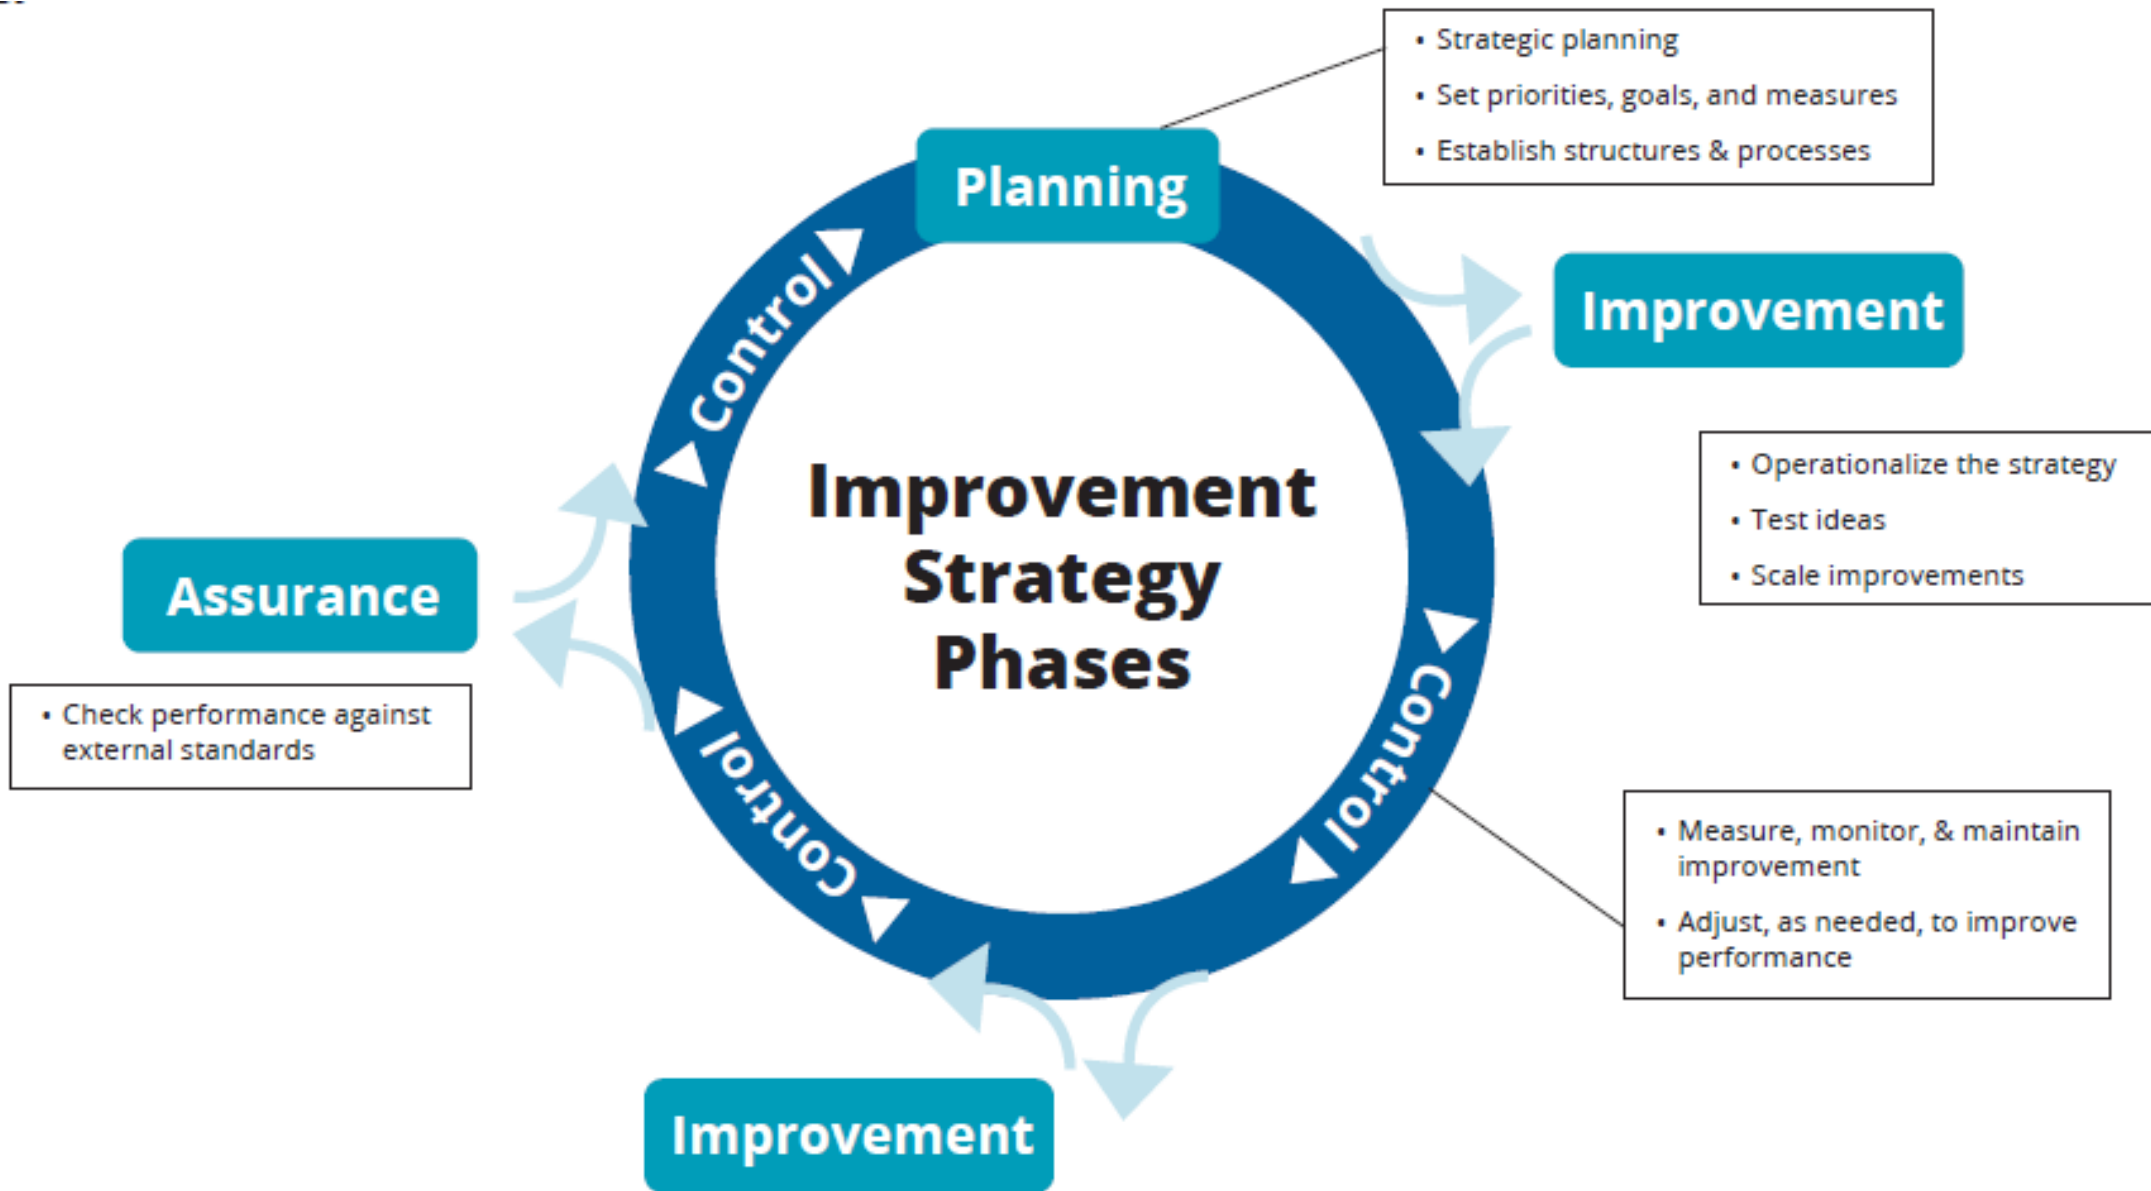 • Strategic planning
• Set priorities, goals, and measures
• Establish structures & processes
Planning
Improvement
• Operationalize the strategy
• Test ideas
• Scale improvements
Control
Improvement
Strategy
Phases
Assurance
• Check performance against
external standards
Control
Control
• Measure, monitor, & maintain
improvement
• Adjust, as needed, to improve
performance
Improvement